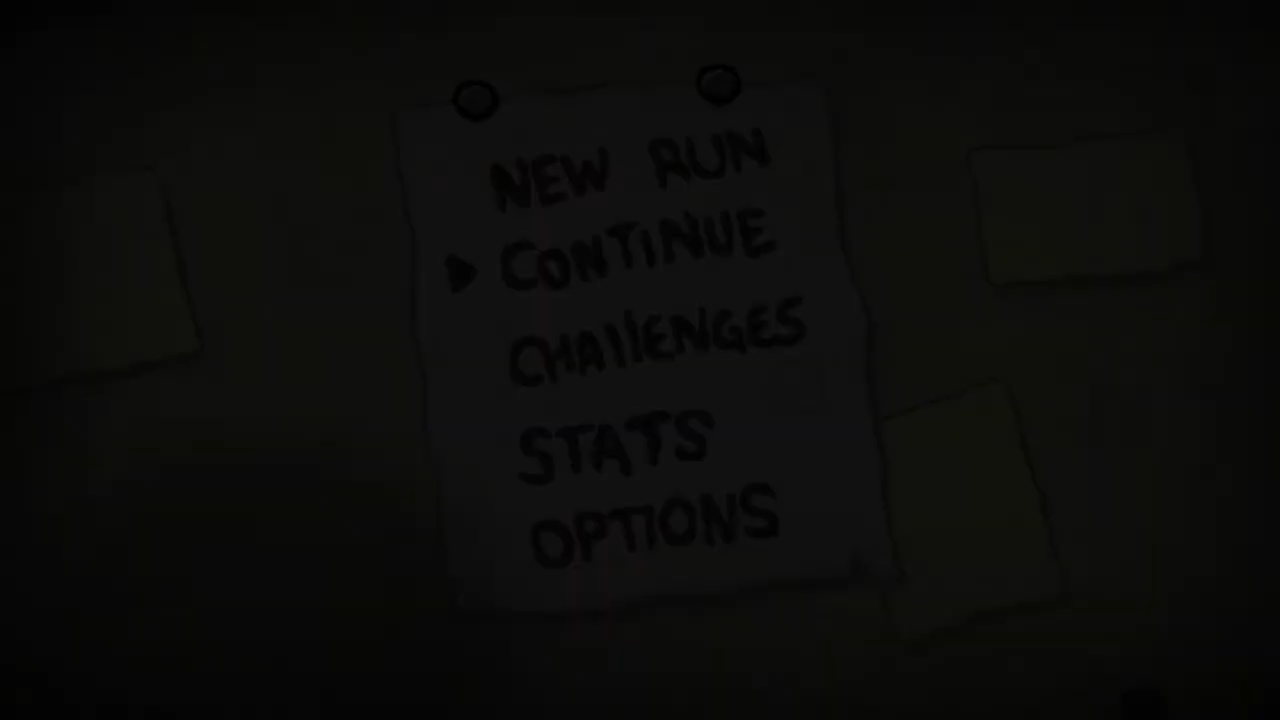 NEW RUN
CONTINUE
CHALLENGES
STATS
OPTIONS